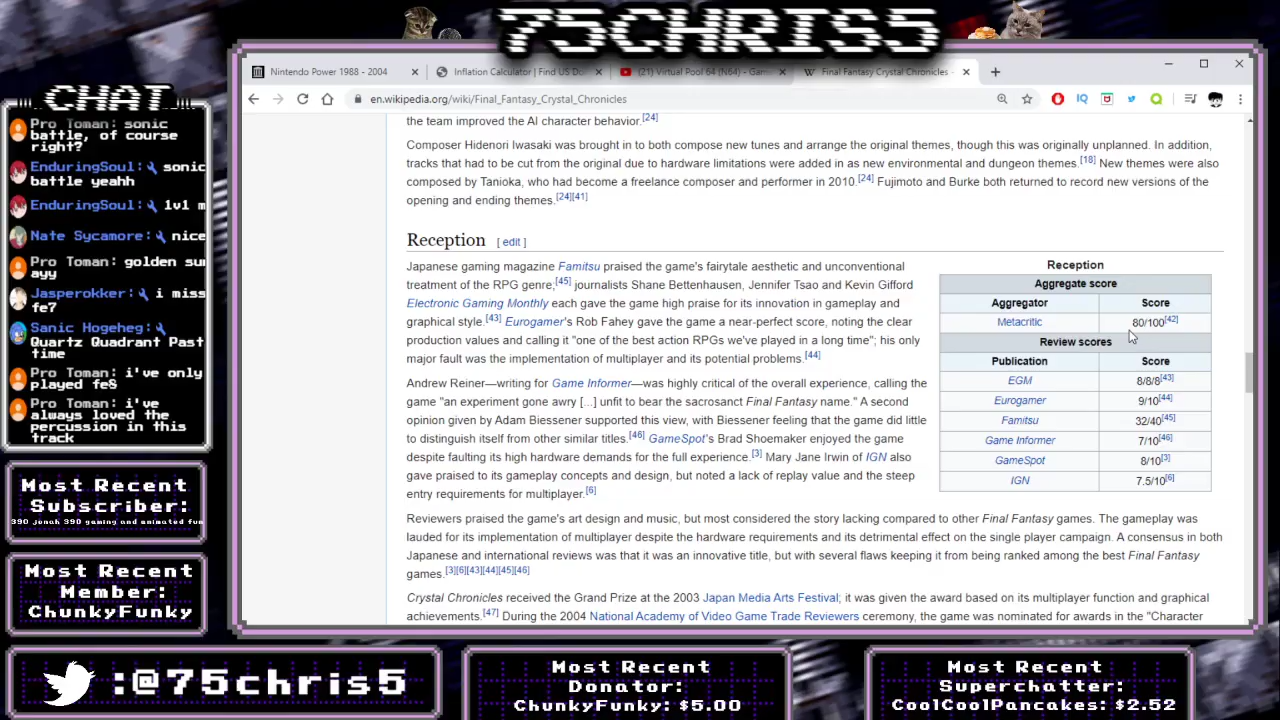 75CHRIS5
CHAT
Pro Toman: sonic
battle, of course
right?
EnduringSoul: sonic
battle yeahh
EnduringSoul: 1v1 m
Nate Sycamore: nice
Pro Toman: golden su
ayy
Jasperokker: i miss
fe7
Sanic Hogeheg:
Quartz Quadrant Past
time
Pro Toman: i've only
played fe8
Pro Toman: i've
always loved the
percussion in this
track
Most Recent
Subscriber:
390 jonah 390 gaming and animated fun
Most Recent
Member:
ChunkyFunky
Nintendo Power 1988 - 2004
Inflation Calculator | Find US Do
(21) Virtual Pool 64 (N64) - Game
Final Fantasy Crystal Chronicles -
en.wikipedia.org/wiki/Final_Fantasy_Crystal_Chronicles
the team improved the AI character behavior.[24]
Composer Hidenori Iwasaki was brought in to both compose new tunes and arrange the original themes, though this was originally unplanned. In addition,
tracks that had to be cut from the original due to hardware limitations were added in as new environmental and dungeon themes.[18] New themes were also
composed by Tanioka, who had become a freelance composer and performer in 2010.[24] Fujimoto and Burke both returned to record new versions of the
opening and ending themes.[24][41]
Reception [ edit ]
Japanese gaming magazine Famitsu praised the game's fairytale aesthetic and unconventional
treatment of the RPG genre,[45] journalists Shane Bettenhausen, Jennifer Tsao and Kevin Gifford
Electronic Gaming Monthly each gave the game high praise for its innovation in gameplay and
graphical style.[43] Eurogamer's Rob Fahey gave the game a near-perfect score, noting the clear
production values and calling it "one of the best action RPGs we've played in a long time"; his only
major fault was the implementation of multiplayer and its potential problems.[44]
Andrew Reiner—writing for Game Informer—was highly critical of the overall experience, calling the
game "an experiment gone awry [...] unfit to bear the sacrosanct Final Fantasy name." A second
opinion given by Adam Biessener supported this view, with Biessener feeling that the game did little
to distinguish itself from other similar titles.[46] GameSpot's Brad Shoemaker enjoyed the game
despite faulting its high hardware demands for the full experience.[3] Mary Jane Irwin of IGN also
gave praised to its gameplay concepts and design, but noted a lack of replay value and the steep
entry requirements for multiplayer.[6]
Reception
Aggregate score
Aggregator Score
Metacritic 80/100[42]
Review scores
Publication Score
EGM 8/8/8[43]
Eurogamer 9/10[44]
Famitsu 32/40[45]
Game Informer 7/10[46]
GameSpot 8/10[3]
IGN 7.5/10[6]
Reviewers praised the game's art design and music, but most considered the story lacking compared to other Final Fantasy games. The gameplay was
lauded for its implementation of multiplayer despite the hardware requirements and its detrimental effect on the single player campaign. A consensus in both
Japanese and international reviews was that it was an innovative title, but with several flaws keeping it from being ranked among the best Final Fantasy
games.[3][6][43][44][45][46]
Crystal Chronicles received the Grand Prize at the 2003 Japan Media Arts Festival; it was given the award based on its multiplayer function and graphical
achievements.[47] During the 2004 National Academy of Video Game Trade Reviewers ceremony, the game was nominated for awards in the "Character
:@75chris5
Most Recent
Donator:
ChunkyFunky: $5.00
Most Recent
Superchatter:
CoolCoolPancakes: $2.52